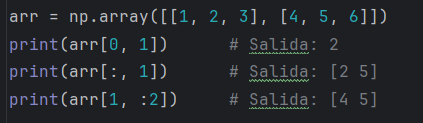 arr = np.array([[1, 2, 3], [4, 5, 6]])
print(arr[0, 1])      # Salida: 2
print(arr[:, 1])      # Salida: [2 5]
print(arr[1, :2])     # Salida: [4 5]